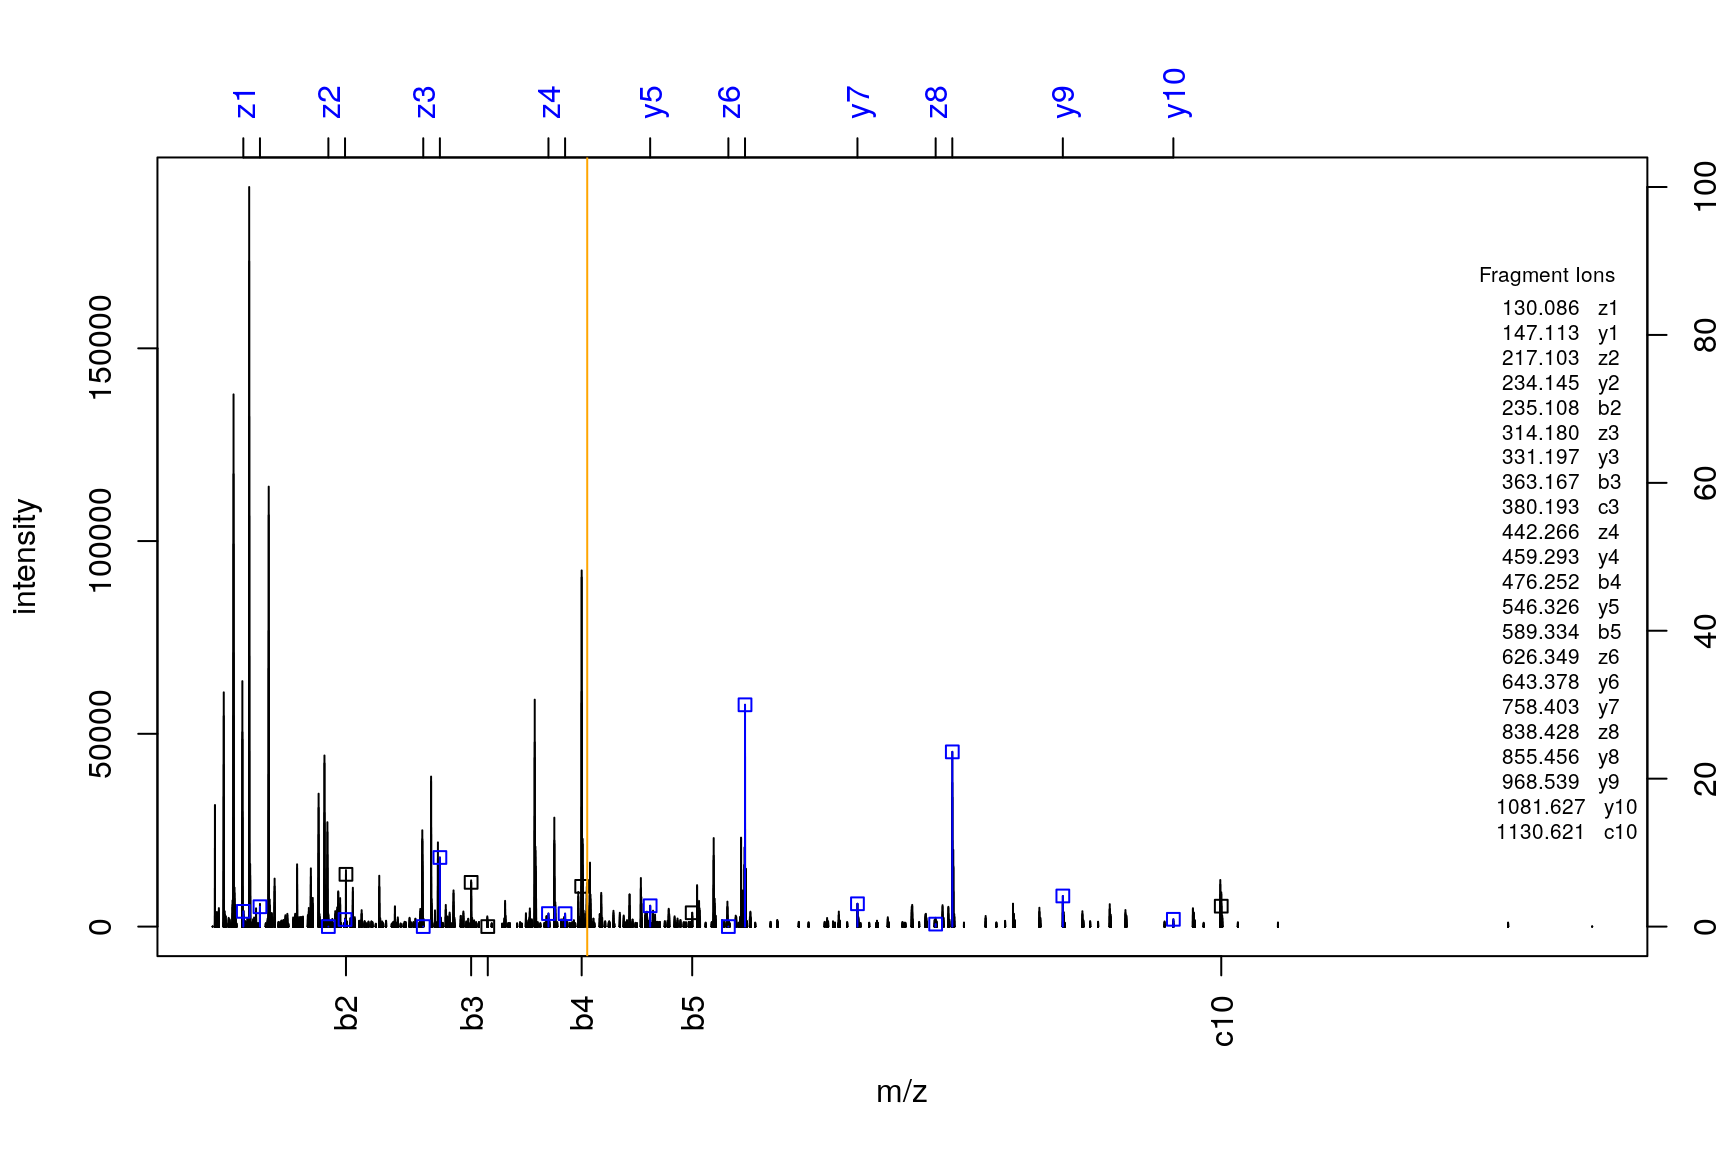 z1 z2 z3 z4 y5 z6 y7 z8 y9 y10
intensity
0 50000 100000 150000
0 20 40 60 80 100
Fragment Ions
130.086 z1
147.113 y1
217.103 z2
234.145 y2
235.108 b2
314.180 z3
331.197 y3
363.167 b3
380.193 c3
442.266 z4
459.293 y4
476.252 b4
546.326 y5
589.334 b5
626.349 z6
643.378 y6
758.403 y7
838.428 z8
855.456 y8
968.539 y9
1081.627 y10
1130.621 c10
b2 b3 b4 b5 c10
m/z